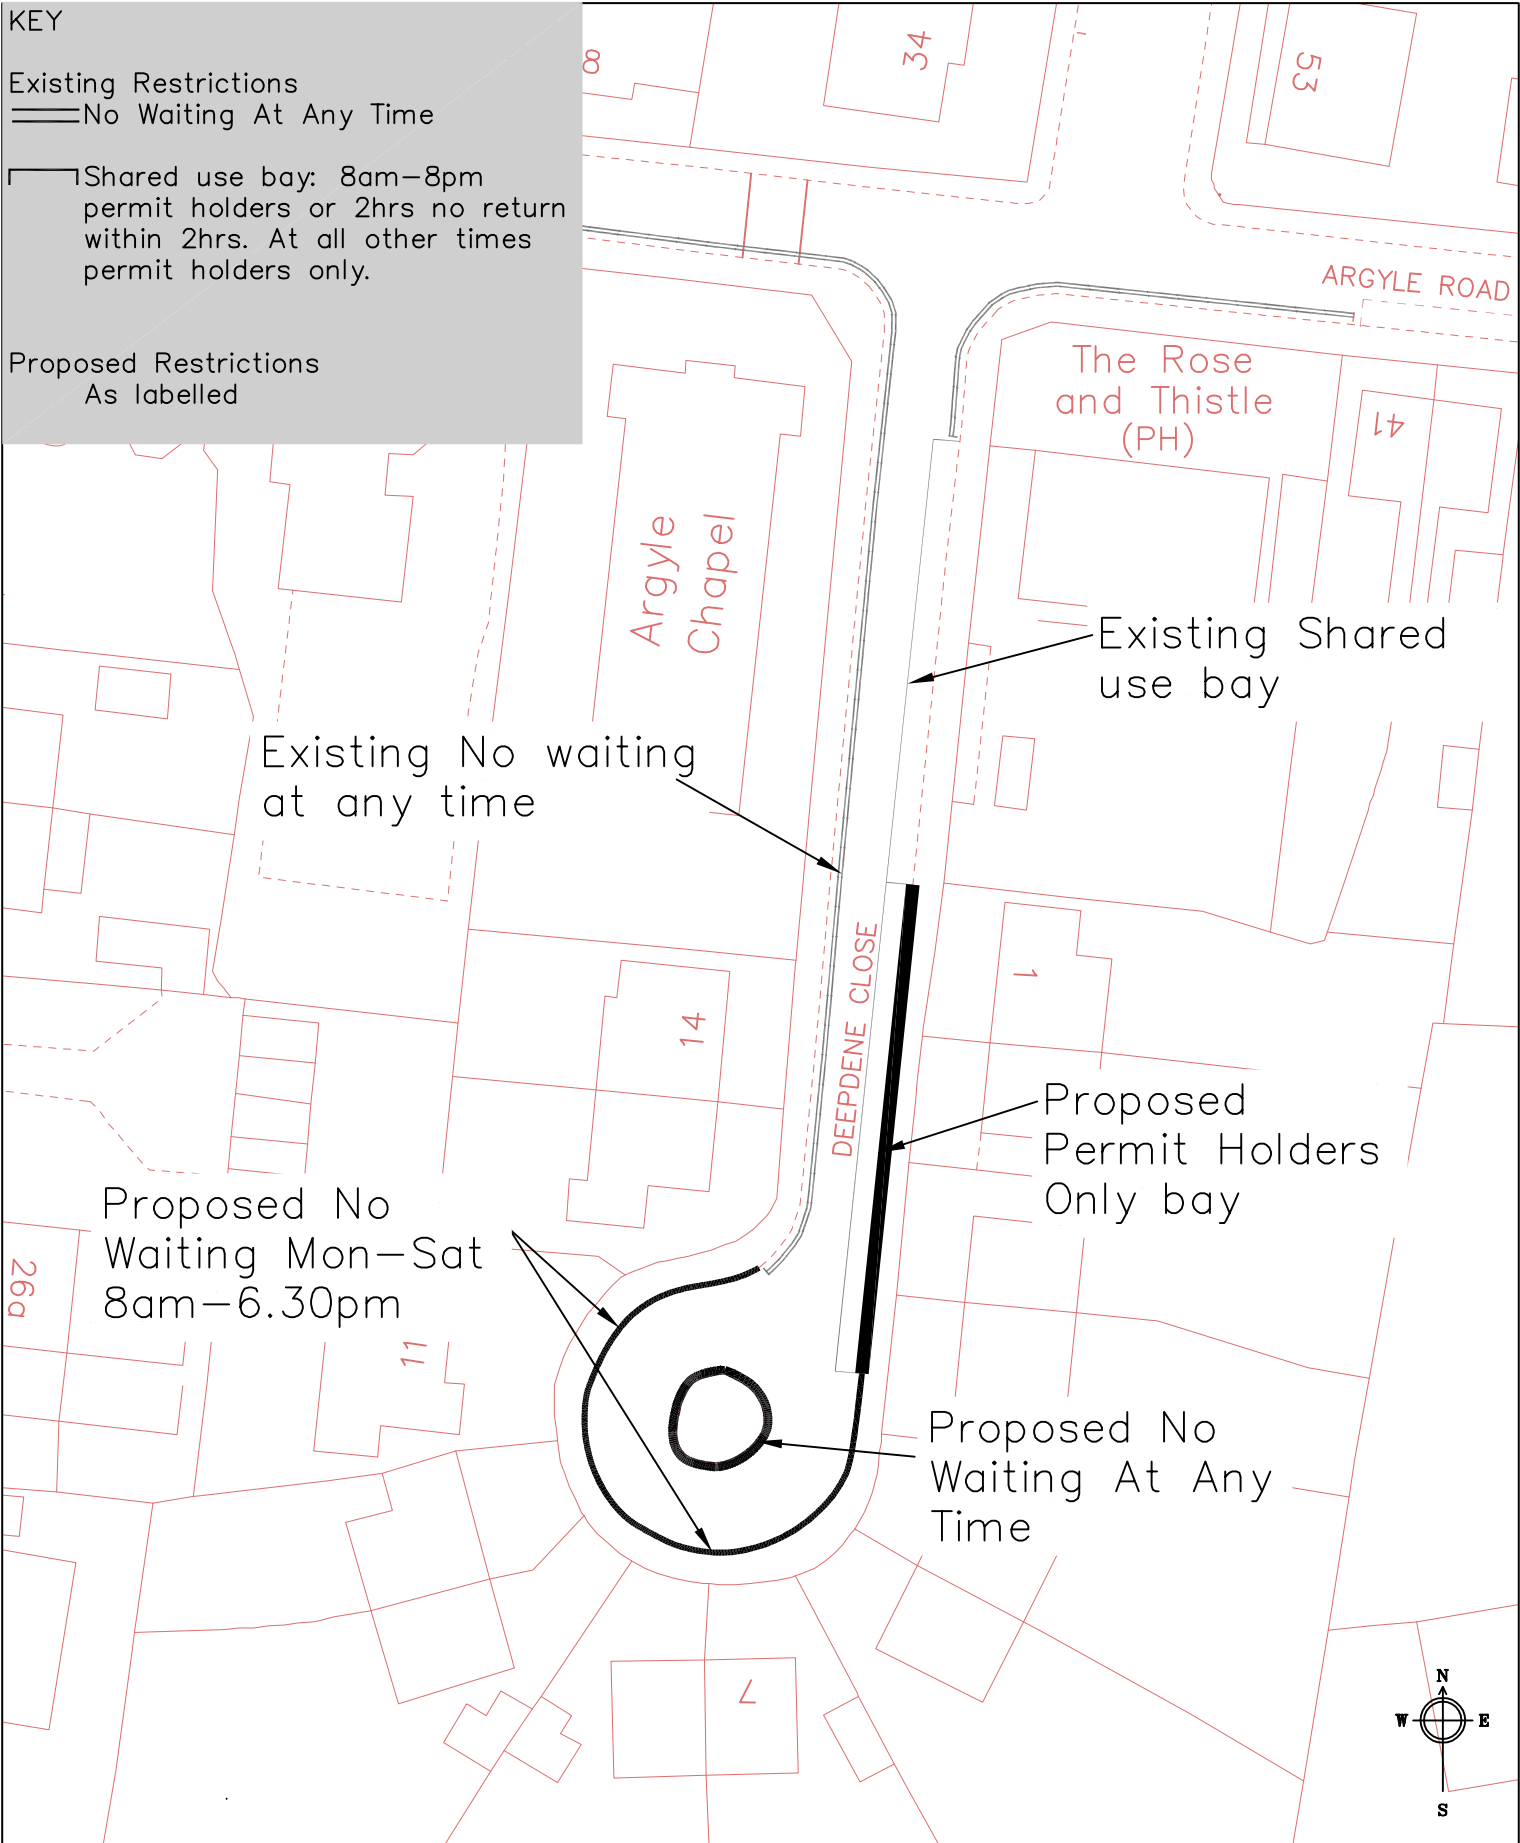 KEY
Existing Restrictions
No Waiting At Any Time
Shared use bay: 8am-8pm
permit holders or 2hrs no return
within 2hrs. At all other times
permit holders only.
Proposed Restrictions
As labelled
8
34
53
ARGYLE ROAD
The Rose
and Thistle
(PH)
41
Argyle
Chapel
Existing Shared
use bay
Existing No waiting
at any time
DEEPDENE CLOSE
1
14
Proposed
Permit Holders
Only bay
Proposed No
Waiting Mon-Sat
8am-6.30pm
26a
11
Proposed No
Waiting At Any
Time
7
N
W
E
S